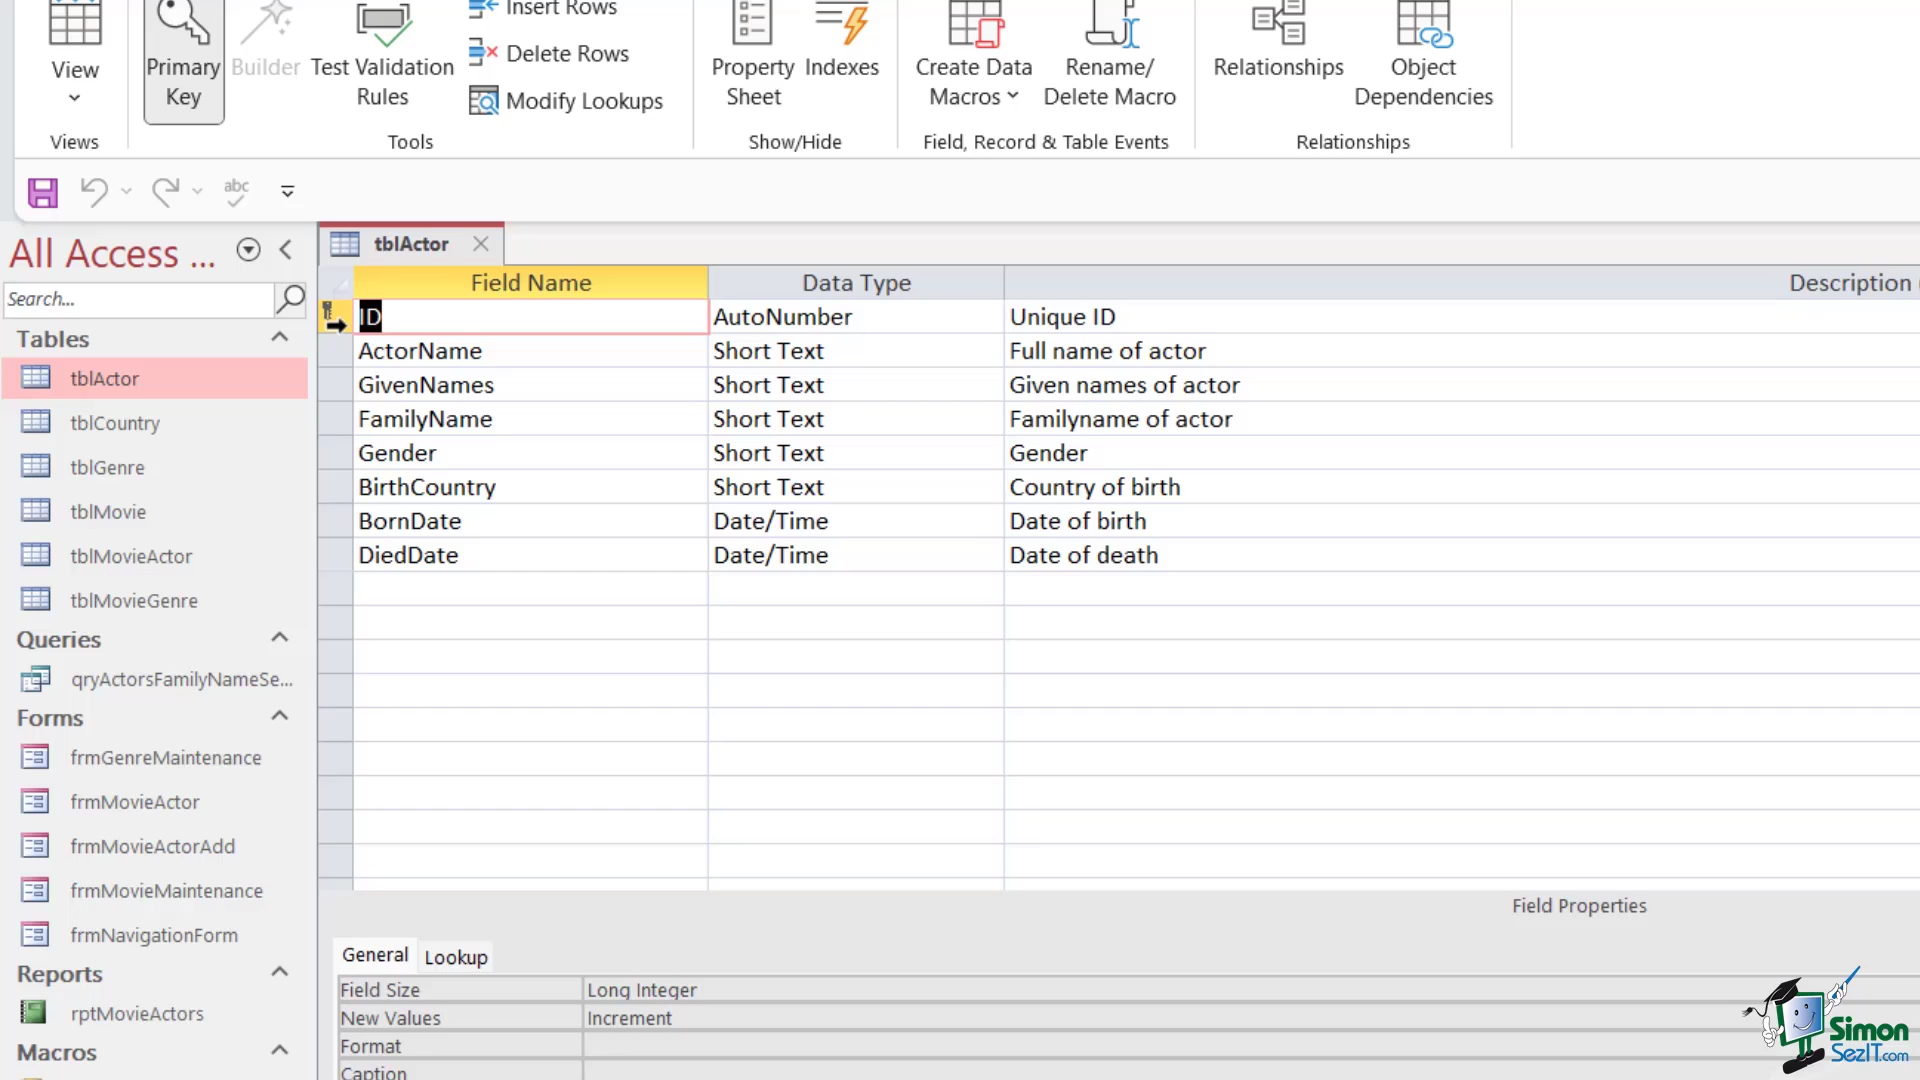 View
Views
Primary
Key
Builder
Test Validation
Rules
Insert Rows
Delete Rows
Modify Lookups
Tools
Property
Sheet
Indexes
Show/Hide
Create Data
Macros
Rename/
Delete Macro
Field, Record & Table Events
Relationships
Object
Dependencies
Relationships
abc
All Access ...
Search...
Tables
tblActor
tblCountry
tblGenre
tblMovie
tblMovieActor
tblMovieGenre
Queries
qryActorsFamilyNameSe...
Forms
frmGenreMaintenance
frmMovieActor
frmMovieActorAdd
frmMovieMaintenance
frmNavigationForm
Reports
rptMovieActors
Macros
tblActor
Field Name Data Type Description
ID AutoNumber Unique ID
ActorName Short Text Full name of actor
GivenNames Short Text Given names of actor
FamilyName Short Text Familyname of actor
Gender Short Text Gender
BirthCountry Short Text Country of birth
BornDate Date/Time Date of birth
DiedDate Date/Time Date of death
Field Properties
General Lookup
Field Size Long Integer
New Values Increment
Format
Caption
Simon
SezIT.com